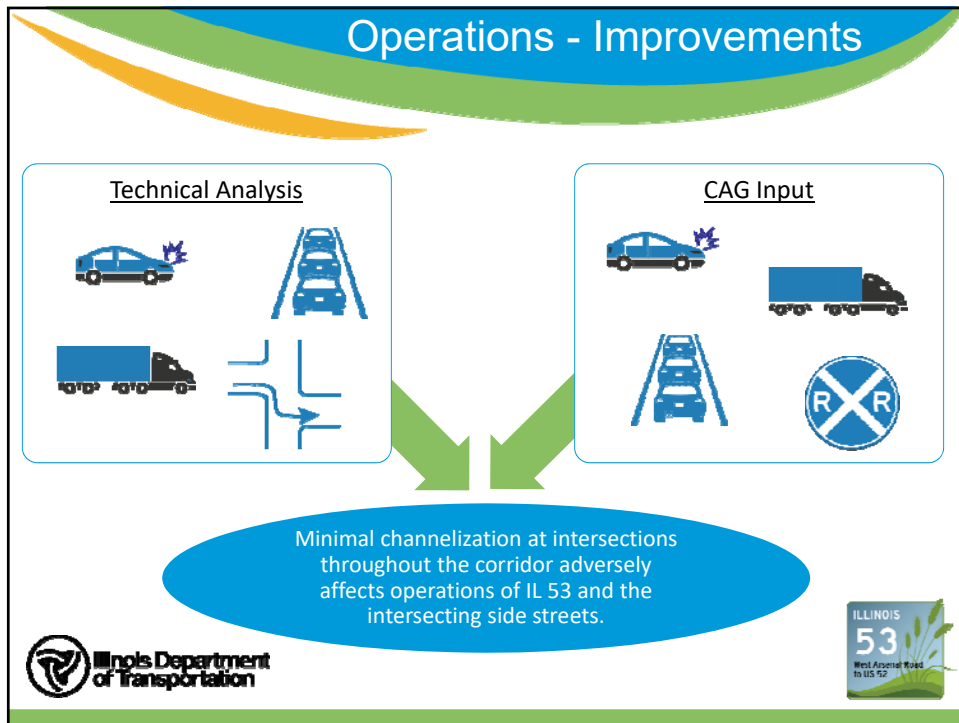 Operations - Improvements
Technical Analysis
CAG Input
R R
Minimal channelization at intersections
throughout the corridor adversely
affects operations of IL 53 and the
intersecting side streets.
Illinois Department
of Transportation
ILLINOIS
53
West Arsenal Road
to US 52